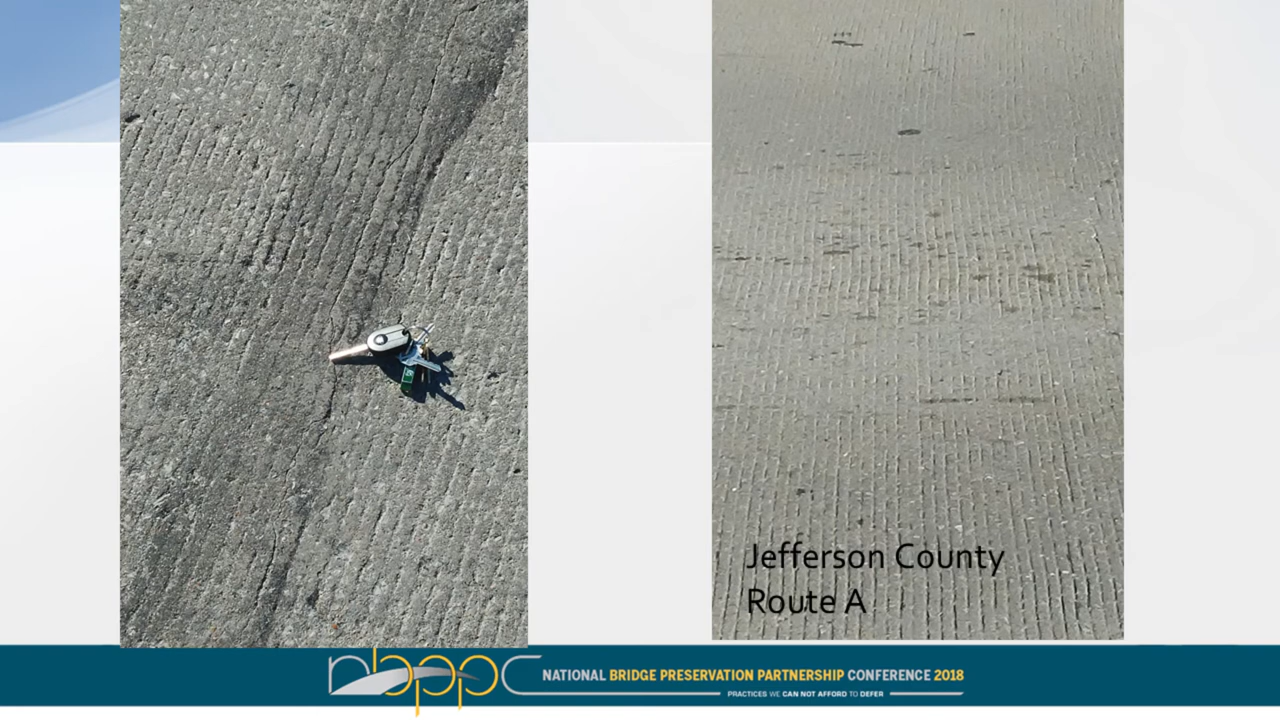 Jefferson County
Route A
nbppc
NATIONAL BRIDGE PRESERVATION PARTNERSHIP CONFERENCE 2018
PRACTICES WE CAN NOT AFFORD TO DEFER